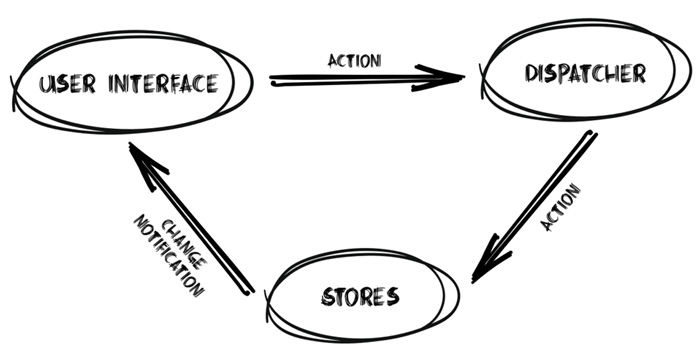 USER INTERFACE
ACTION
DISPATCHER
ACTION
CHANGE
NOTIFICATION
STORES